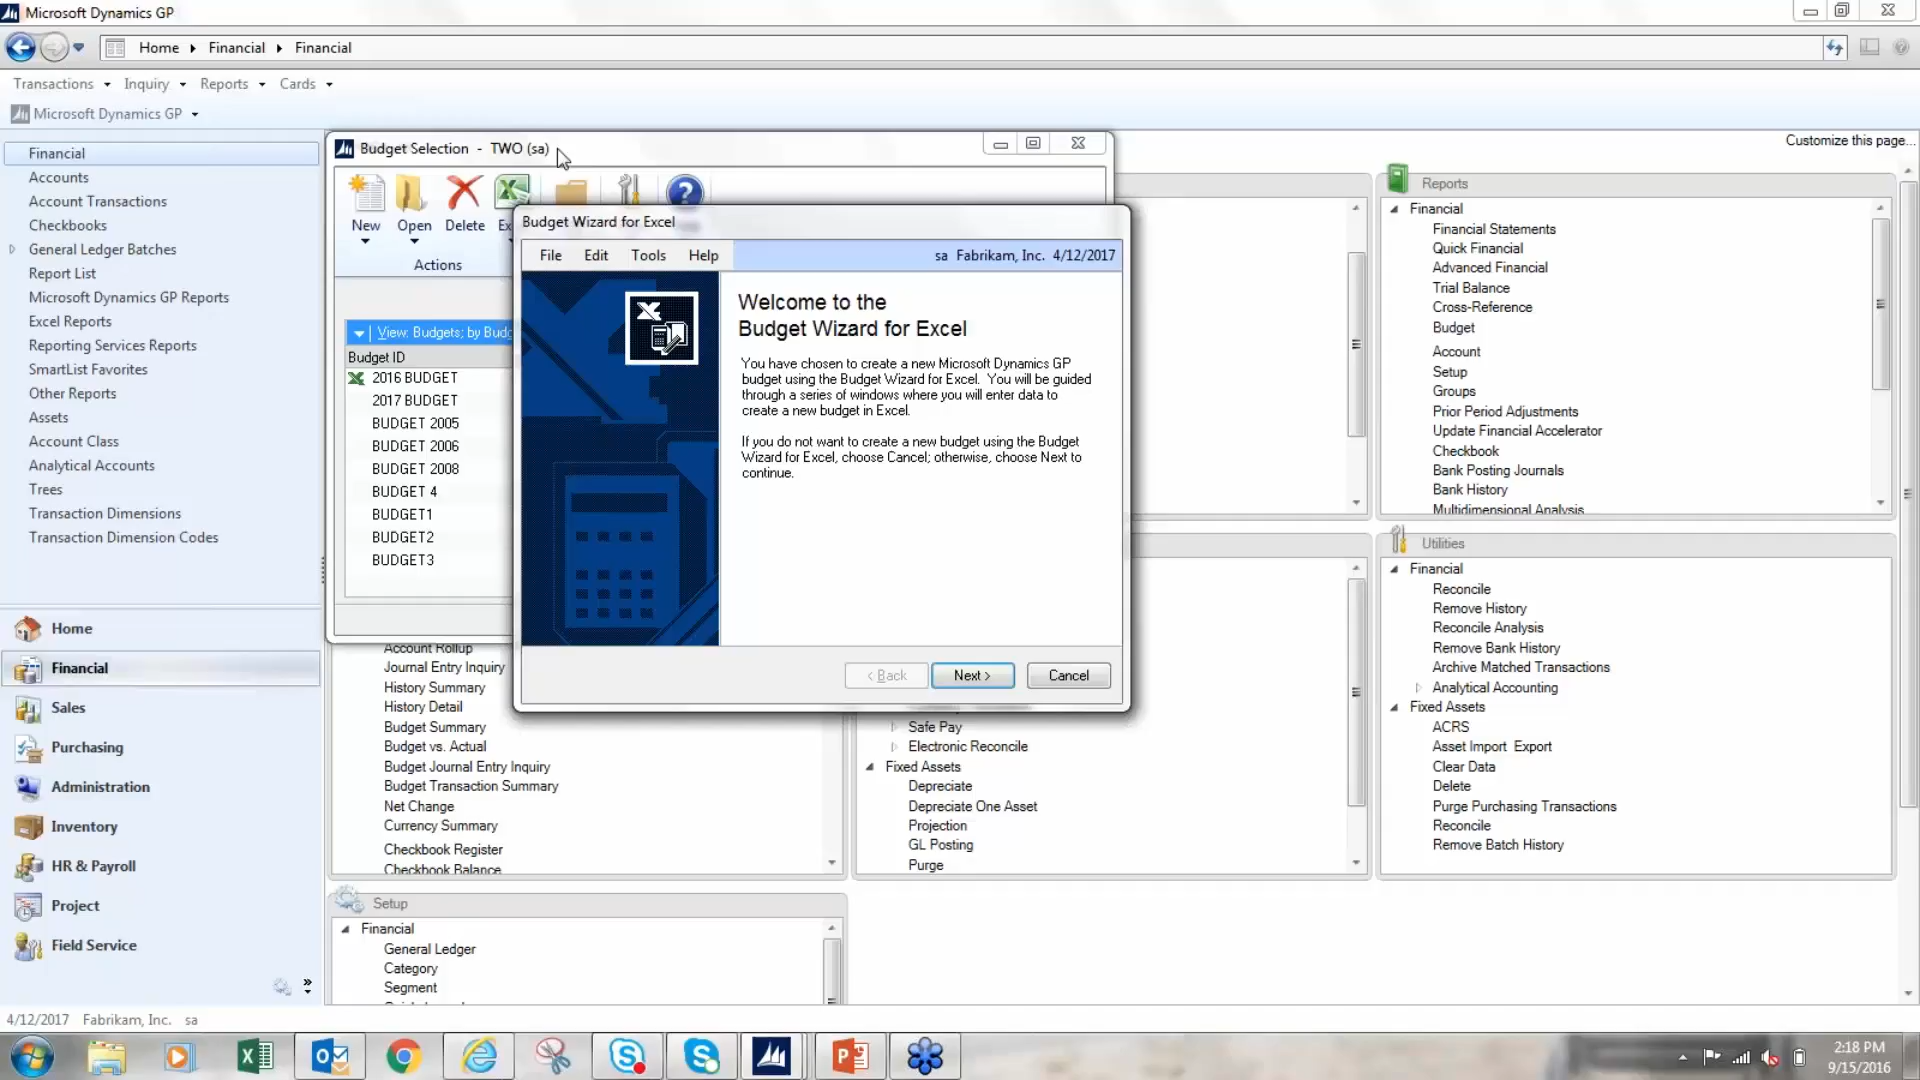 Microsoft Dynamics GP
Home Financial Financial
Transactions Inquiry Reports Cards
Microsoft Dynamics GP
Customize this page...
Financial
Accounts
Account Transactions
Checkbooks
General Ledger Batches
Report List
Microsoft Dynamics GP Reports
Excel Reports
Reporting Services Reports
SmartList Favorites
Other Reports
Assets
Account Class
Analytical Accounts
Trees
Transaction Dimensions
Transaction Dimension Codes
Home
Financial
Sales
Purchasing
Administration
Inventory
HR & Payroll
Project
Field Service
Budget Selection - TWO (sa)
New Open Delete Ex
Actions
View: Budgets; by Budg
Budget ID
2016 BUDGET
2017 BUDGET
BUDGET 2005
BUDGET 2006
BUDGET 2008
BUDGET 4
BUDGET1
BUDGET2
BUDGET3
Budget Wizard for Excel
File Edit Tools Help
sa Fabrikam, Inc. 4/12/2017
Welcome to the
Budget Wizard for Excel
You have chosen to create a new Microsoft Dynamics GP
budget using the Budget Wizard for Excel. You will be guided
through a series of windows where you will enter data to
create a new budget in Excel.
If you do not want to create a new budget using the Budget
Wizard for Excel, choose Cancel; otherwise, choose Next to
continue.
< Back Next > Cancel
Account Rollup
Journal Entry Inquiry
History Summary
History Detail
Budget Summary
Budget vs. Actual
Budget Journal Entry Inquiry
Budget Transaction Summary
Net Change
Currency Summary
Checkbook Register
Checkbook Balance
Safe Pay
Electronic Reconcile
Fixed Assets
Depreciate
Depreciate One Asset
Projection
GL Posting
Purge
Setup
Financial
General Ledger
Category
Segment
Reports
Financial
Financial Statements
Quick Financial
Advanced Financial
Trial Balance
Cross-Reference
Budget
Account
Setup
Groups
Prior Period Adjustments
Update Financial Accelerator
Checkbook
Bank Posting Journals
Bank History
Multidimensional Analysis
Utilities
Financial
Reconcile
Remove History
Reconcile Analysis
Remove Bank History
Archive Matched Transactions
Analytical Accounting
Fixed Assets
ACRS
Asset Import Export
Clear Data
Delete
Purge Purchasing Transactions
Reconcile
Remove Batch History
4/12/2017 Fabrikam, Inc. sa
2:18 PM
9/15/2016